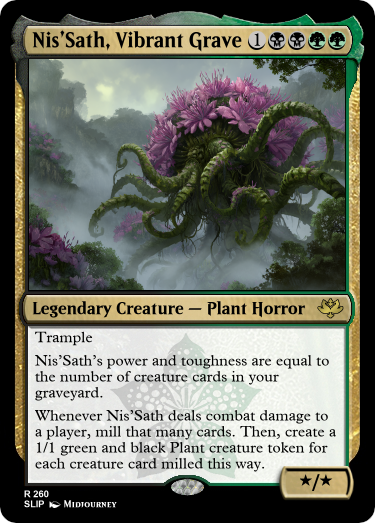 Nis'Sath, Vibrant Grave 1
Legendary Creature — Plant Horror
Trample
Nis'Sath's power and toughness are equal to
the number of creature cards in your
graveyard.
Whenever Nis'Sath deals combat damage to
a player, mill that many cards. Then, create a
1/1 green and black Plant creature token for
each creature card milled this way.
*/*
R 260
SLIP Midjourney